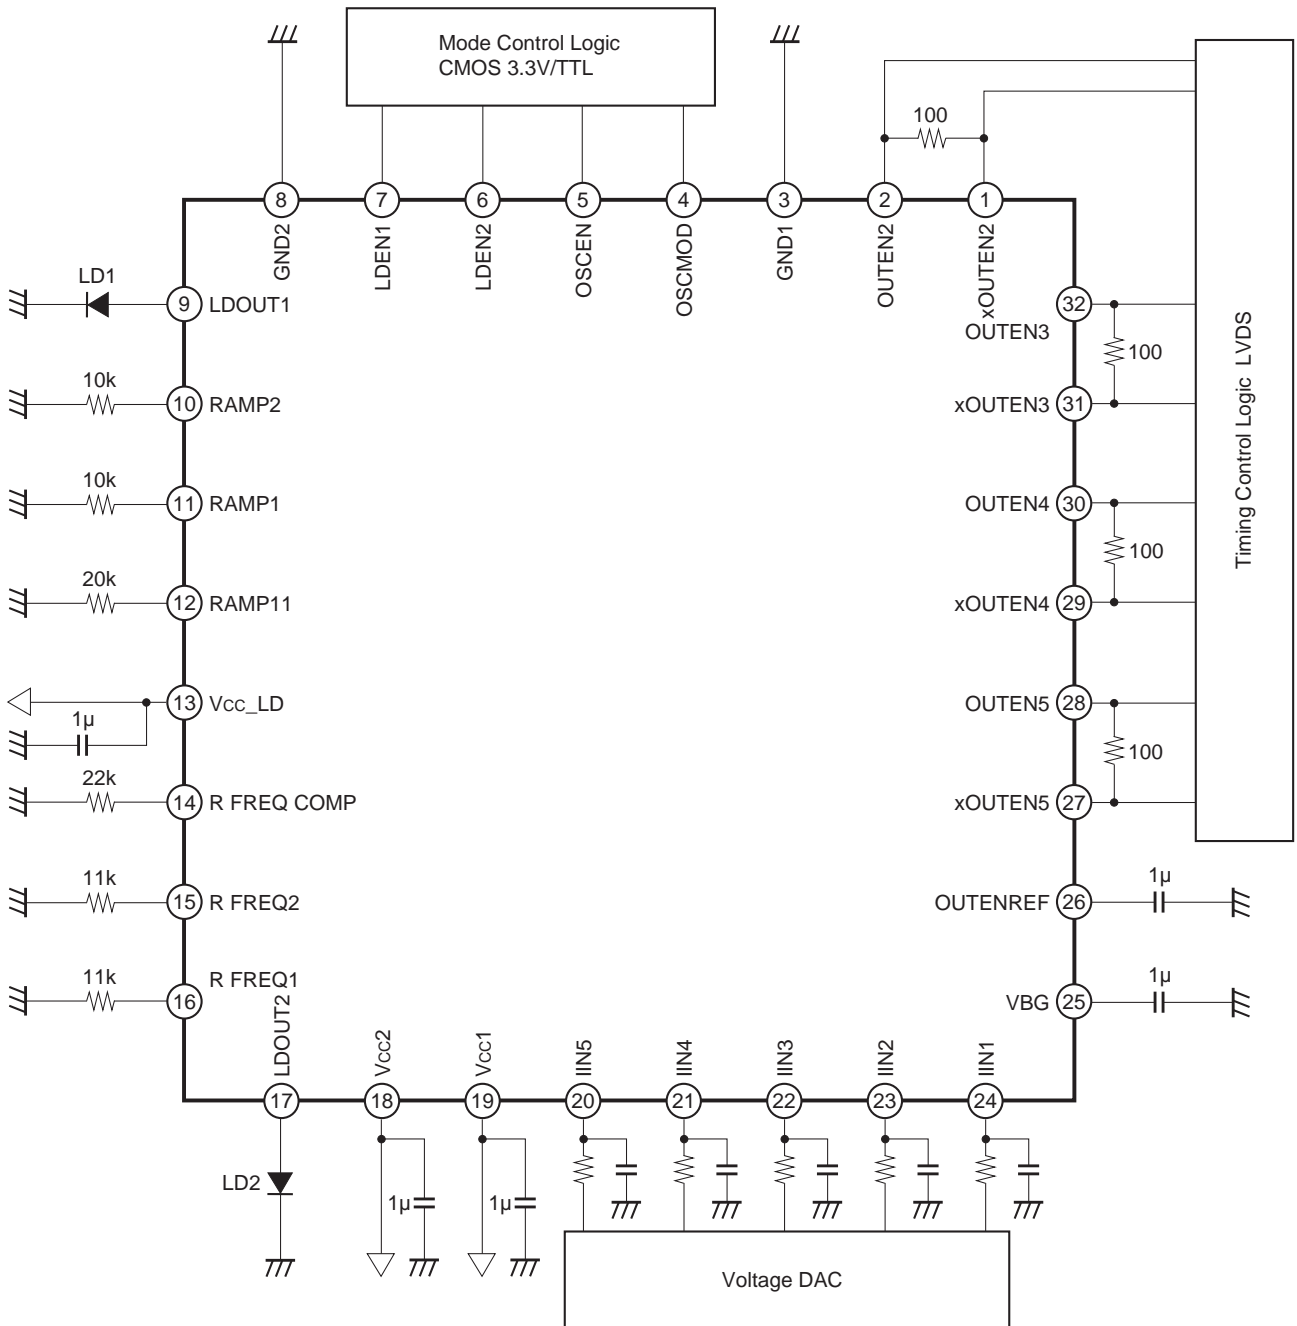 Mode Control Logic
CMOS 3.3V/TTL
100
8
7
6
5
4
3
2
1
GND2
LDEN1
LDEN2
OSCEN
OSCMOD
GND1
OUTEN2
xOUTEN2
LD1
9
LDOUT1
10k
10
RAMP2
10k
11
RAMP1
20k
12
RAMP11
13
Vcc_LD
1µ
22k
14
R FREQ COMP
11k
15
R FREQ2
11k
16
R FREQ1
32
OUTEN3
100
xOUTEN3
31
OUTEN4
30
100
xOUTEN4
29
OUTEN5
28
100
xOUTEN5
27
Timing Control Logic LVDS
OUTENREF
26
1µ
VBG
25
1µ
LDOUT2
Vcc2
Vcc1
IIN5
IIN4
IIN3
IIN2
IIN1
17
18
19
20
21
22
23
24
LD2
1µ
1µ
Voltage DAC